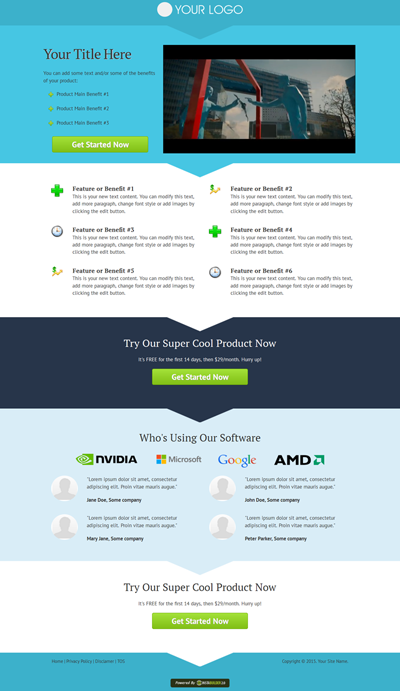 YOUR LOGO
Your Title Here
You can add some text and/or some of the benefits
of your product:
Product Main Benefit #1
Product Main Benefit #2
Product Main Benefit #3
Get Started Now
Feature or Benefit #1
This is your new text content. You can modify this text,
add more paragraph, change font style or add images by
clicking the edit button.
Feature or Benefit #2
This is your new text content. You can modify this text,
add more paragraph, change font style or add images by
clicking the edit button.
Feature or Benefit #3
This is your new text content. You can modify this text,
add more paragraph, change font style or add images by
clicking the edit button.
Feature or Benefit #4
This is your new text content. You can modify this text,
add more paragraph, change font style or add images by
clicking the edit button.
Feature or Benefit #5
This is your new text content. You can modify this text,
add more paragraph, change font style or add images by
clicking the edit button.
Feature or Benefit #6
This is your new text content. You can modify this text,
add more paragraph, change font style or add images by
clicking the edit button.
Try Our Super Cool Product Now
It's FREE for the first 14 days, then $29/month. Hurry up!
Get Started Now
Who's Using Our Software
NVIDIA Microsoft Google AMD
"Lorem ipsum dolor sit amet, consectetur
adipiscing elit. Proin vitae mauris augue."
Jane Doe, Some company
"Lorem ipsum dolor sit amet, consectetur
adipiscing elit. Proin vitae mauris augue."
John Doe, Some company
"Lorem ipsum dolor sit amet, consectetur
adipiscing elit. Proin vitae mauris augue."
Mary Jane, Some company
"Lorem ipsum dolor sit amet, consectetur
adipiscing elit. Proin vitae mauris augue."
Peter Parker, Some company
Try Our Super Cool Product Now
It's FREE for the first 14 days, then $29/month. Hurry up!
Get Started Now
Home | Privacy Policy | Disclaimer | TOS
Copyright © 2013. Your Site Name.
Powered By